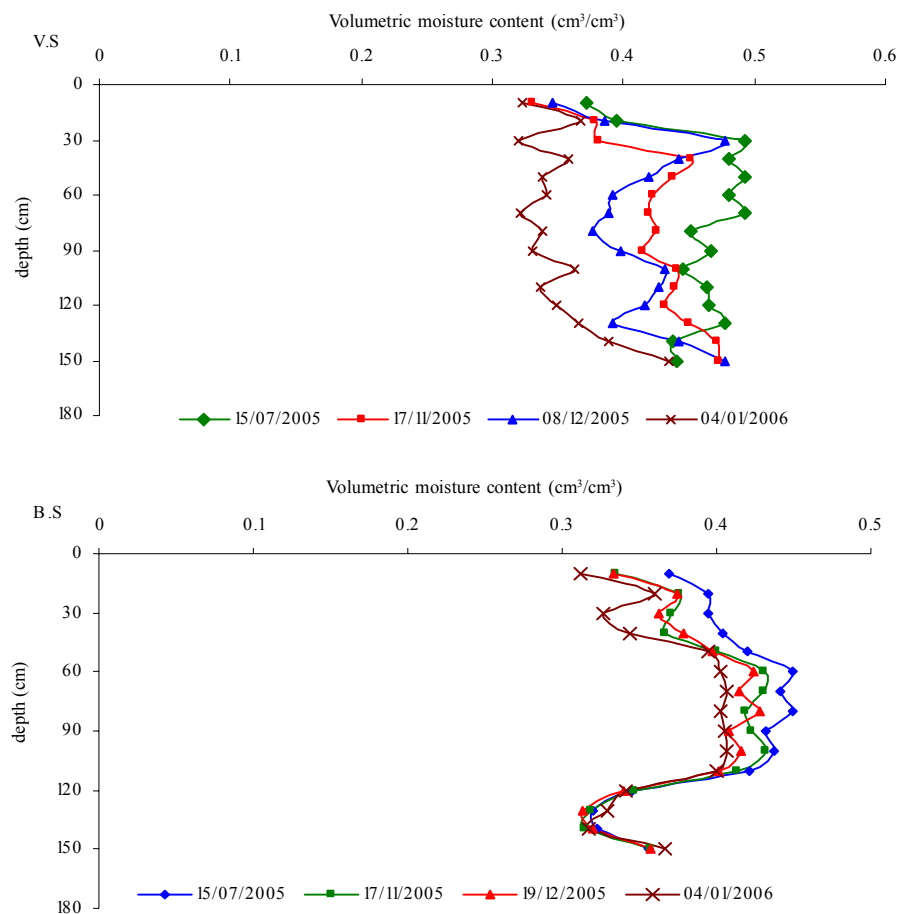 Volumetric moisture content (cm³/cm³)
V.S
0 0.1 0.2 0.3 0.4 0.5 0.6
0
30
60
90
120
150
180
depth (cm)
15/07/2005 17/11/2005 08/12/2005 04/01/2006
Volumetric moisture content (cm³/cm³)
B.S
0 0.1 0.2 0.3 0.4 0.5
0
30
60
90
120
150
180
depth (cm)
15/07/2005 17/11/2005 19/12/2005 04/01/2006